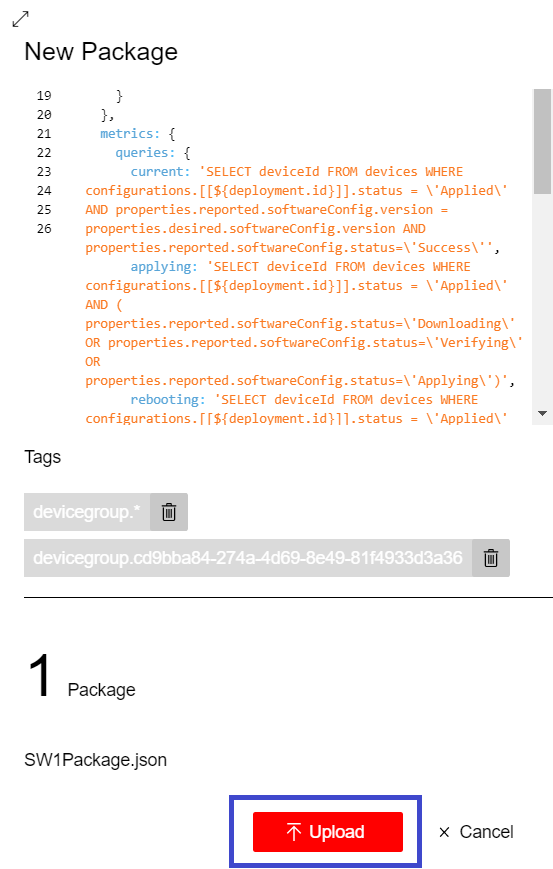 New Package
19 }
20 },
21 metrics: {
22 queries: {
23 current: 'SELECT deviceId FROM devices WHERE
24 configurations.[[${deployment.id}]].status = \'Applied\'
25 AND properties.reported.softwareConfig.version =
26 properties.desired.softwareConfig.version AND
properties.reported.softwareConfig.status=\'Success\'',
applying: 'SELECT deviceId FROM devices WHERE
configurations.[[${deployment.id}]].status = \'Applied\'
AND (
properties.reported.softwareConfig.status=\'Downloading\'
OR properties.reported.softwareConfig.status=\'Verifying\'
OR
properties.reported.softwareConfig.status=\'Applying\')',
rebooting: 'SELECT deviceId FROM devices WHERE
configurations.[[${deployment.id}]].status = \'Applied\'
Tags
devicegroup.*
devicegroup.cd9bba84-274a-4d69-8e49-81f4933d3a36
1 Package
SW1Package.json
Upload
Cancel